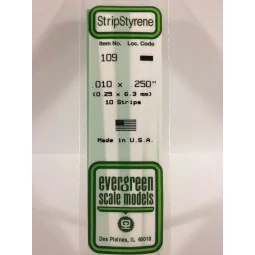 StripStyrene
Item No. Loc. Code
109
.010 x .250"
(0.25 x 6.3 mm)
10 Strips
Made in U.S.A.
evergreen
scale models
Des Plaines, IL 60018